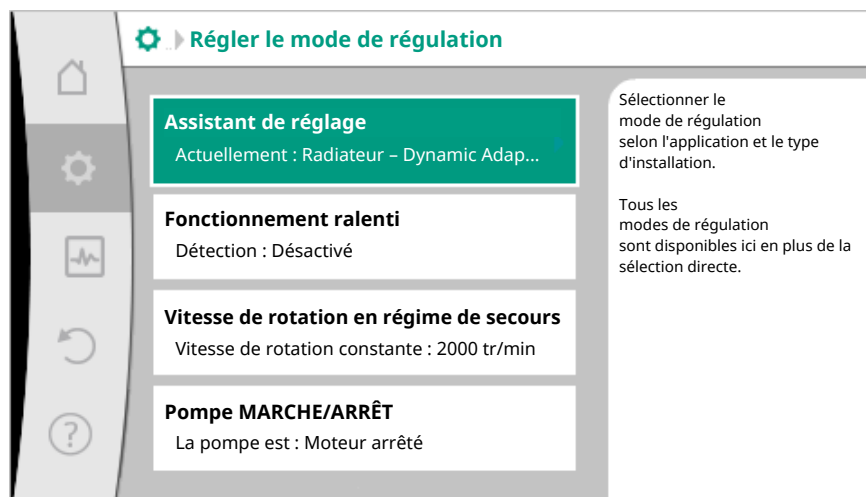 Régler le mode de régulation
Assistant de réglage
Actuellement : Radiateur – Dynamic Adap...
Fonctionnement ralenti
Détection : Désactivé
Vitesse de rotation en régime de secours
Vitesse de rotation constante : 2000 tr/min
Pompe MARCHE/ARRÊT
La pompe est : Moteur arrêté
Sélectionner le
mode de régulation
selon l'application et le type
d'installation.
Tous les
modes de régulation
sont disponibles ici en plus de la
sélection directe.
?